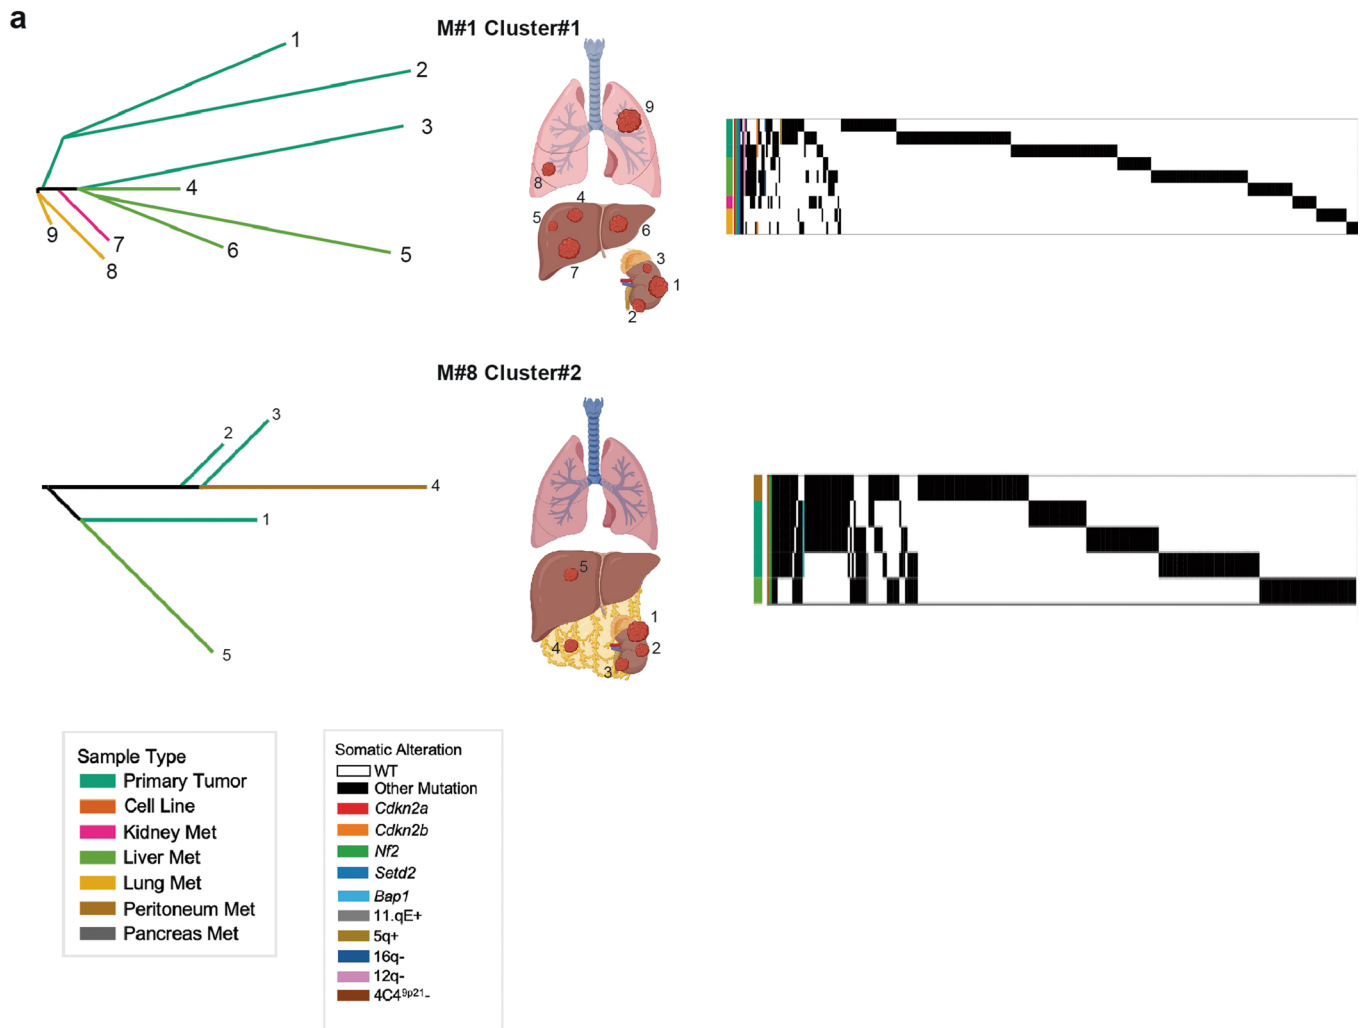 a
M#1 Cluster#1
1
2
3
4
5
6
7
8
9
9
8
4
5
6
7
3
1
2
M#8 Cluster#2
3
2
4
1
5
5
1
4
2
3
Sample Type
Primary Tumor
Cell Line
Kidney Met
Liver Met
Lung Met
Peritoneum Met
Pancreas Met
Somatic Alteration
WT
Other Mutation
Cdkn2a
Cdkn2b
Nf2
Setd2
Bap1
11.qE+
5q+
16q-
12q-
4C4 9p21-